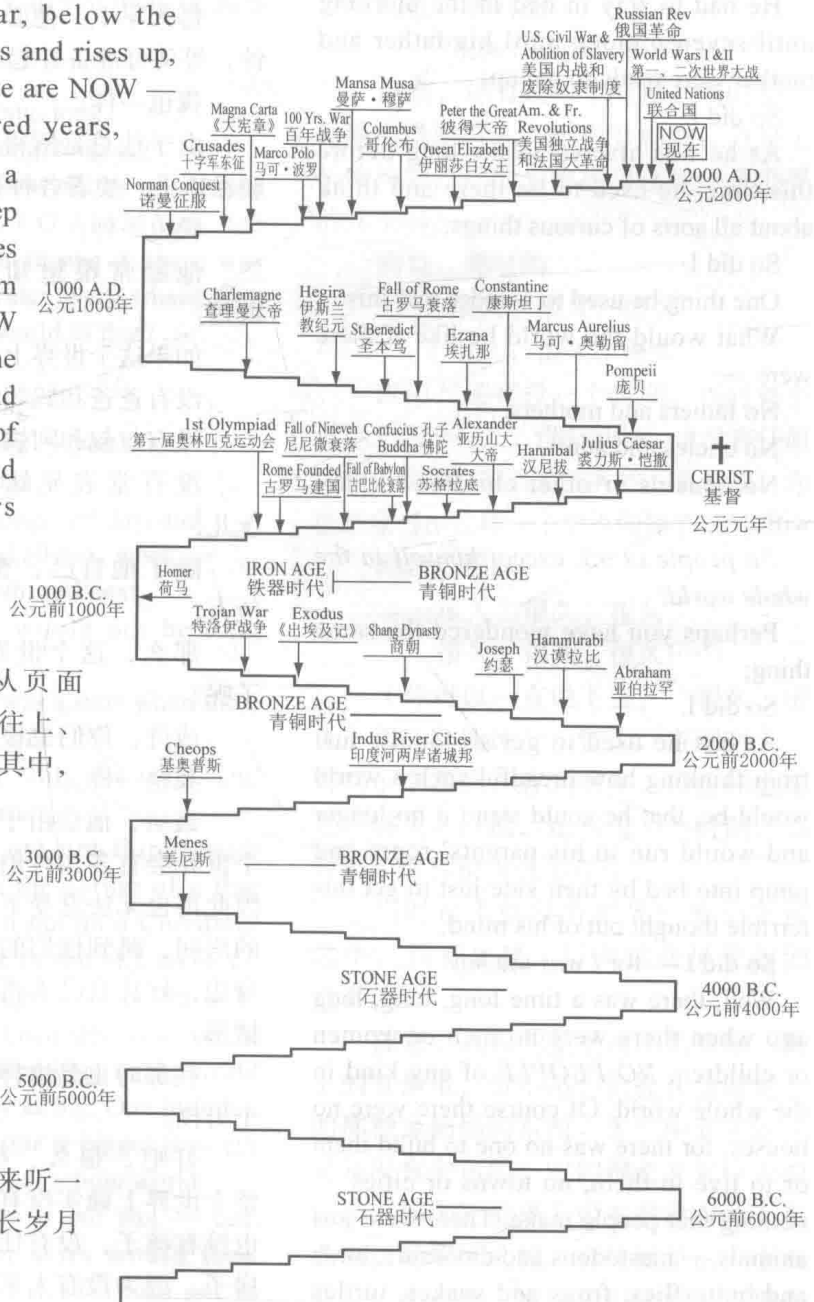 ar, below the
s and rises up,
e are NOW —
red years,
a
ep
es
m
W
ne
d
of
d
rs
从页面
往上
其中,
来听一
长岁月
Russian Rev
俄国革命
U.S. Civil War &
Abolition of Slavery
美国内战和
废除奴隶制度
World Wars I &II
第一、二次世界大战
United Nations
联合国
NOW
现在
2000 A.D.
公元2000年
Mansa Musa
曼萨·穆萨
Magna Carta
《大宪章》
100 Yrs. War
百年战争
Columbus
哥伦布
Peter the Great
彼得大帝
Am. & Fr.
Revolutions
美国独立战争
和法国大革命
Crusades
十字军东征
Marco Polo
马可·波罗
Queen Elizabeth
伊丽莎白女王
Norman Conquest
诺曼征服
1000 A.D.
公元1000年
Charlemagne
查理曼大帝
Hegira
伊斯兰
教纪元
Fall of Rome
古罗马衰落
Constantine
康斯坦丁
St.Benedict
圣本笃
Ezana
埃扎那
Marcus Aurelius
马可·奥勒留
Pompeii
庞贝
1st Olympiad
第一届奥林匹克运动会
Fall of Nineveh
尼尼微衰落
Confucius 孔子
Buddha 佛陀
Alexander
亚历山大
大帝
Hannibal
汉尼拔
Julius Caesar
裘力斯·恺撒
CHRIST
基督
公元元年
Rome Founded
古罗马建国
Fall of Babylon
古巴比伦衰落
Socrates
苏格拉底
Homer
荷马
IRON AGE
铁器时代
BRONZE AGE
青铜时代
1000 B.C.
公元前1000年
Trojan War
特洛伊战争
Exodus
《出埃及记》
Shang Dynasty
商朝
Joseph
约瑟
Hammurabi
汉谟拉比
Abraham
亚伯拉罕
BRONZE AGE
青铜时代
2000 B.C.
公元前2000年
Cheops
基奥普斯
Indus River Cities
印度河两岸诸城邦
3000 B.C.
公元前3000年
Menes
美尼斯
BRONZE AGE
青铜时代
STONE AGE
石器时代
4000 B.C.
公元前4000年
5000 B.C.
公元前5000年
STONE AGE
石器时代
6000 B.C.
公元前6000年